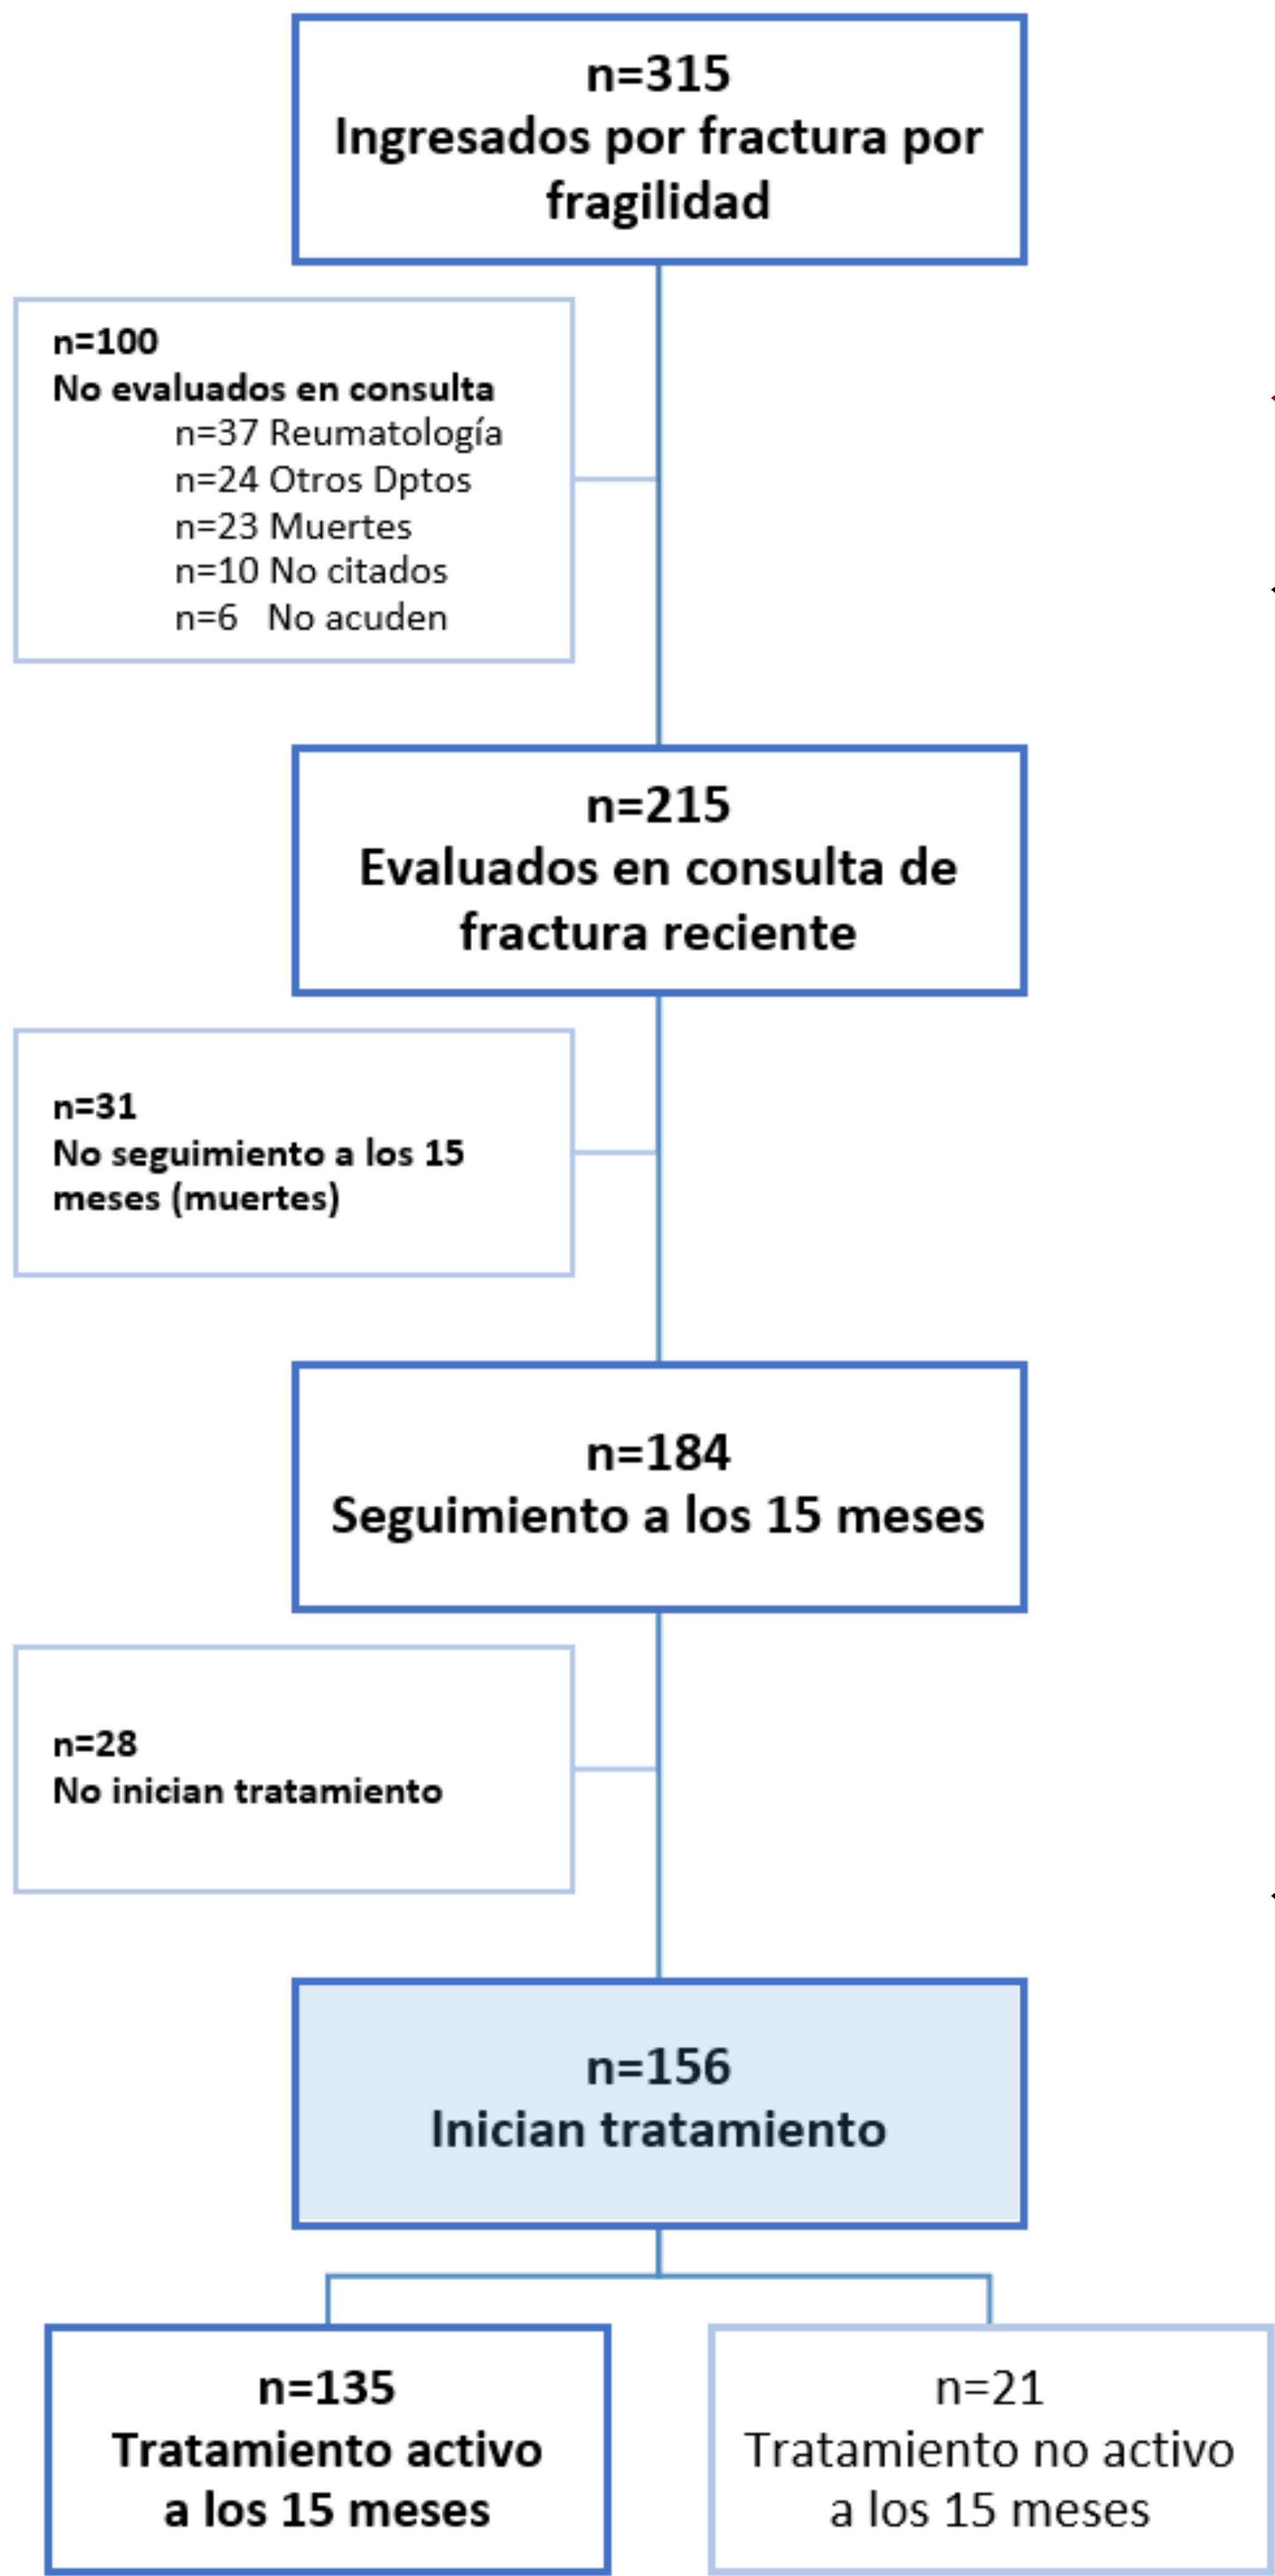 n=315
Ingresados por fractura por
fragilidad
n=100
No evaluados en consulta
n=37 Reumatología
n=24 Otros Dptos
n=23 Muertes
n=10 No citados
n=6 No acuden
n=215
Evaluados en consulta de
fractura reciente
n=31
No seguimiento a los 15
meses (muertes)
n=184
Seguimiento a los 15 meses
n=28
No inician tratamiento
n=156
Inician tratamiento
n=135
Tratamiento activo
a los 15 meses
n=21
Tratamiento no activo
a los 15 meses